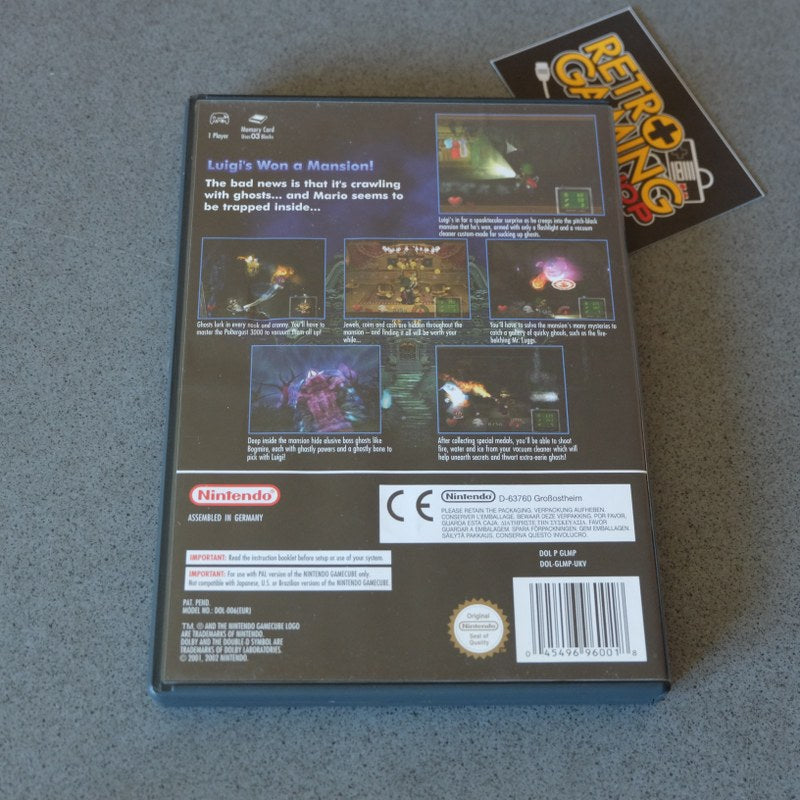 RETRO
GAMING
SHOP
1 Player
Memory Card
Uses 03 Blocks
Luigi's Won a Mansion!
The bad news is that it's crawling
with ghosts... and Mario seems to
be trapped inside...
Luigi's in for a spooktacular surprise as he creeps into the pitch-black
mansion that he's won, armed with only a flashlight and a vacuum
cleaner custom-made for sucking up ghosts.
Ghosts lurk in every nook and cranny. You'll have to
master the Poltergust 3000 to vacuum them all up!
Jewels, coins and cash are hidden throughout the
mansion – and finding it all will be worth your
while...
You'll have to solve the mansion's many mysteries to
catch a gallery of quirky ghouls, such as the fire-
belching Mr. Luggs.
Deep inside the mansion hide elusive boss ghosts like
Bogmire, each with ghostly powers and a ghostly bone to
pick with Luigi!
After collecting special medals, you'll be able to shoot
fire, water and ice from your vacuum cleaner which will
help unearth secrets and thwart extra-eerie ghosts!
Nintendo®
ASSEMBLED IN GERMANY
CE
Nintendo® D-63760 Großostheim
PLEASE RETAIN THE PACKAGING. VERPACKUNG AUFHEBEN.
CONSERVER L'EMBALLAGE. BEWAAR DEZE VERPAKKING. POR FAVOR,
GUARDA ESTA CAJA. ΔΙΑΤΗΡΗΣΤΕ ΤΗΝ ΣΥΣΚΕΥΑΣΙΑ. FAVOR
GUARDAR A EMBALAGEM. SPARA FÖRPACKNINGEN. GEM EMBALLAGEN.
SÄILYTÄ PAKKAUS. CONSERVA QUESTO INVOLUCRO.
DOL P GLMP
DOL-GLMP-UKV
IMPORTANT: Read the instruction booklet before setup or use of your system.
IMPORTANT: For use with PAL version of the NINTENDO GAMECUBE only.
Not compatible with Japanese, U.S. or Brazilian versions of the NINTENDO GAMECUBE.
PAT. PEND.
MODEL NO.: DOL-006(EUR)
TM, ® AND THE NINTENDO GAMECUBE LOGO
ARE TRADEMARKS OF NINTENDO.
DOLBY AND THE DOUBLE-D SYMBOL ARE
TRADEMARKS OF DOLBY LABORATORIES.
© 2001, 2002 NINTENDO.
Original
Nintendo®
Seal of
Quality
0 45496 96001 8